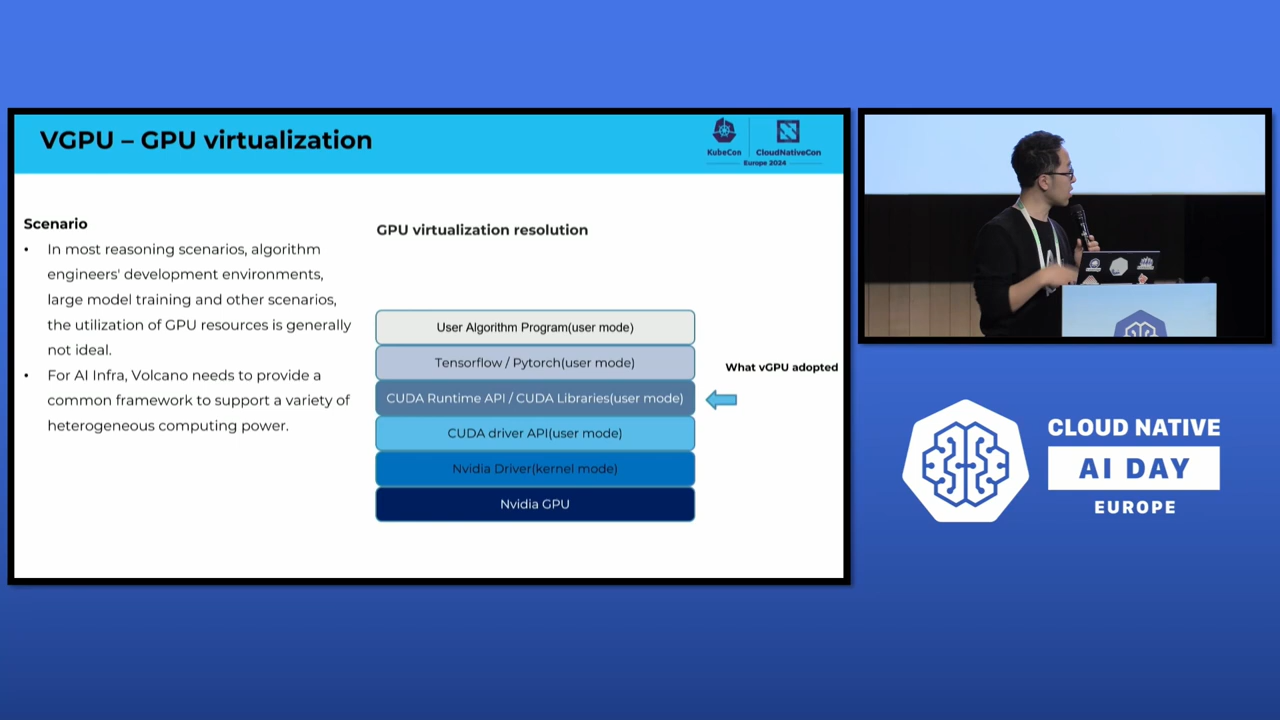 VGPU – GPU virtualization
KubeCon
CloudNativeCon
Europe 2024
Scenario
• In most reasoning scenarios, algorithm
engineers' development environments,
large model training and other scenarios,
the utilization of GPU resources is generally
not ideal.
• For AI Infra, Volcano needs to provide a
common framework to support a variety of
heterogeneous computing power.
GPU virtualization resolution
User Algorithm Program(user mode)
Tensorflow / Pytorch(user mode)
CUDA Runtime API / CUDA Libraries(user mode)
CUDA driver API(user mode)
Nvidia Driver(kernel mode)
Nvidia GPU
What vGPU adopted
CLOUD NATIVE
AI DAY
EUROPE